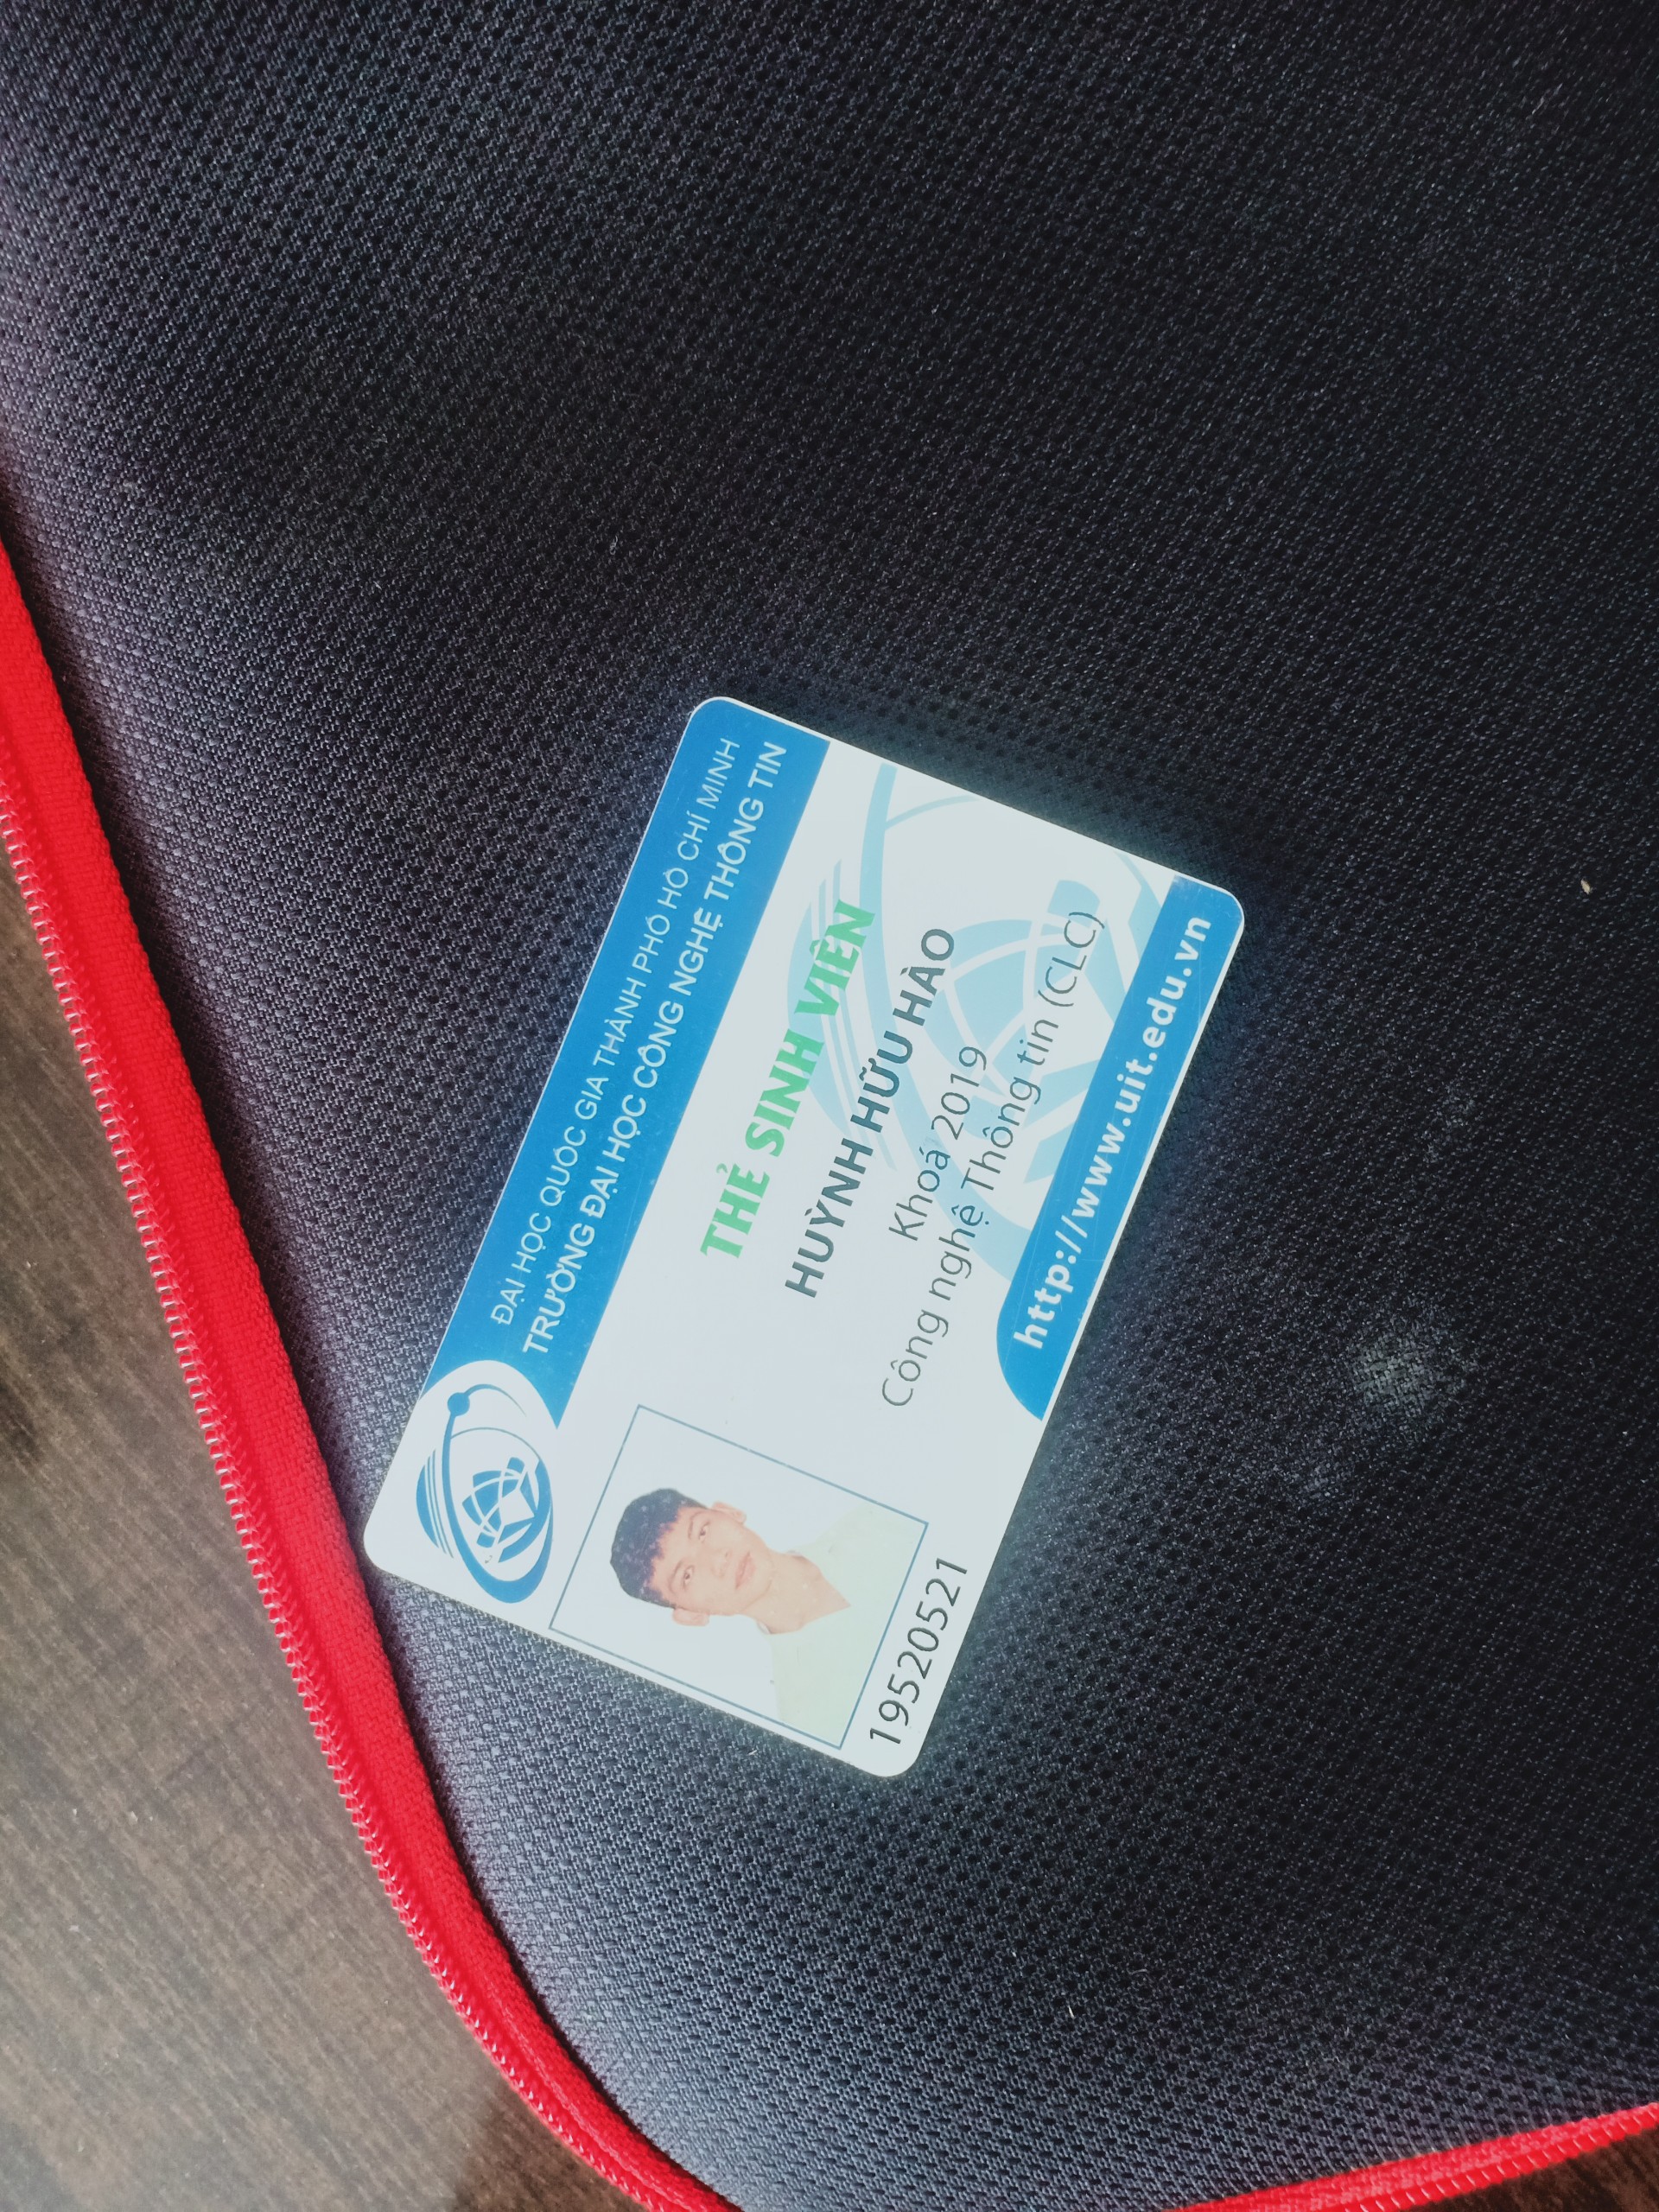 ĐẠI HỌC QUỐC GIA THÀNH PHỐ HỒ CHÍ MINH
TRƯỜNG ĐẠI HỌC CÔNG NGHỆ THÔNG TIN
THẺ SINH VIÊN
HUỲNH HỮU HÀO
Khoá 2019
Công nghệ Thông tin (CLC)
19520521
http://www.uit.edu.vn